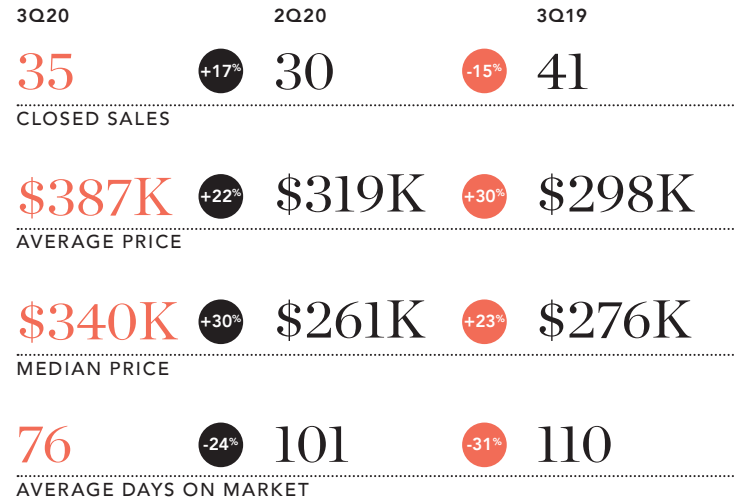 3Q20 2Q20 3Q19
35 +17% 30 -15% 41
CLOSED SALES
$387K +22% $319K +30% $298K
AVERAGE PRICE
$340K +30% $261K +23% $276K
MEDIAN PRICE
76 -24% 101 -31% 110
AVERAGE DAYS ON MARKET